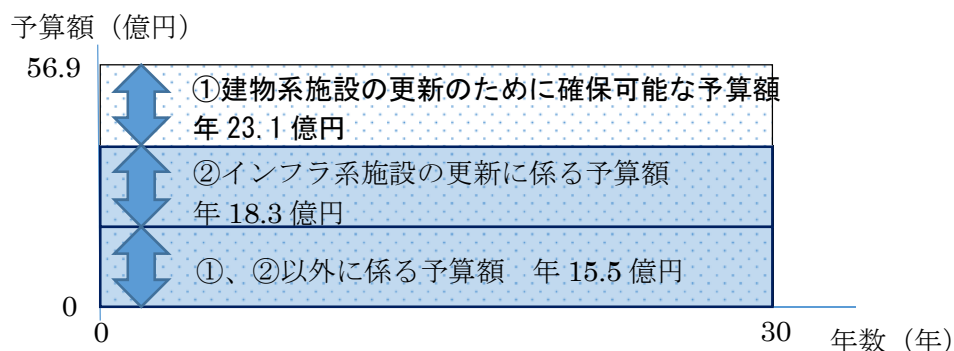 予算額（億円）
56.9
①建物系施設の更新のために確保可能な予算額
年 23.1 億円
②インフラ系施設の更新に係る予算額
年 18.3 億円
①、②以外に係る予算額　年 15.5 億円
0
0
30
年数（年）